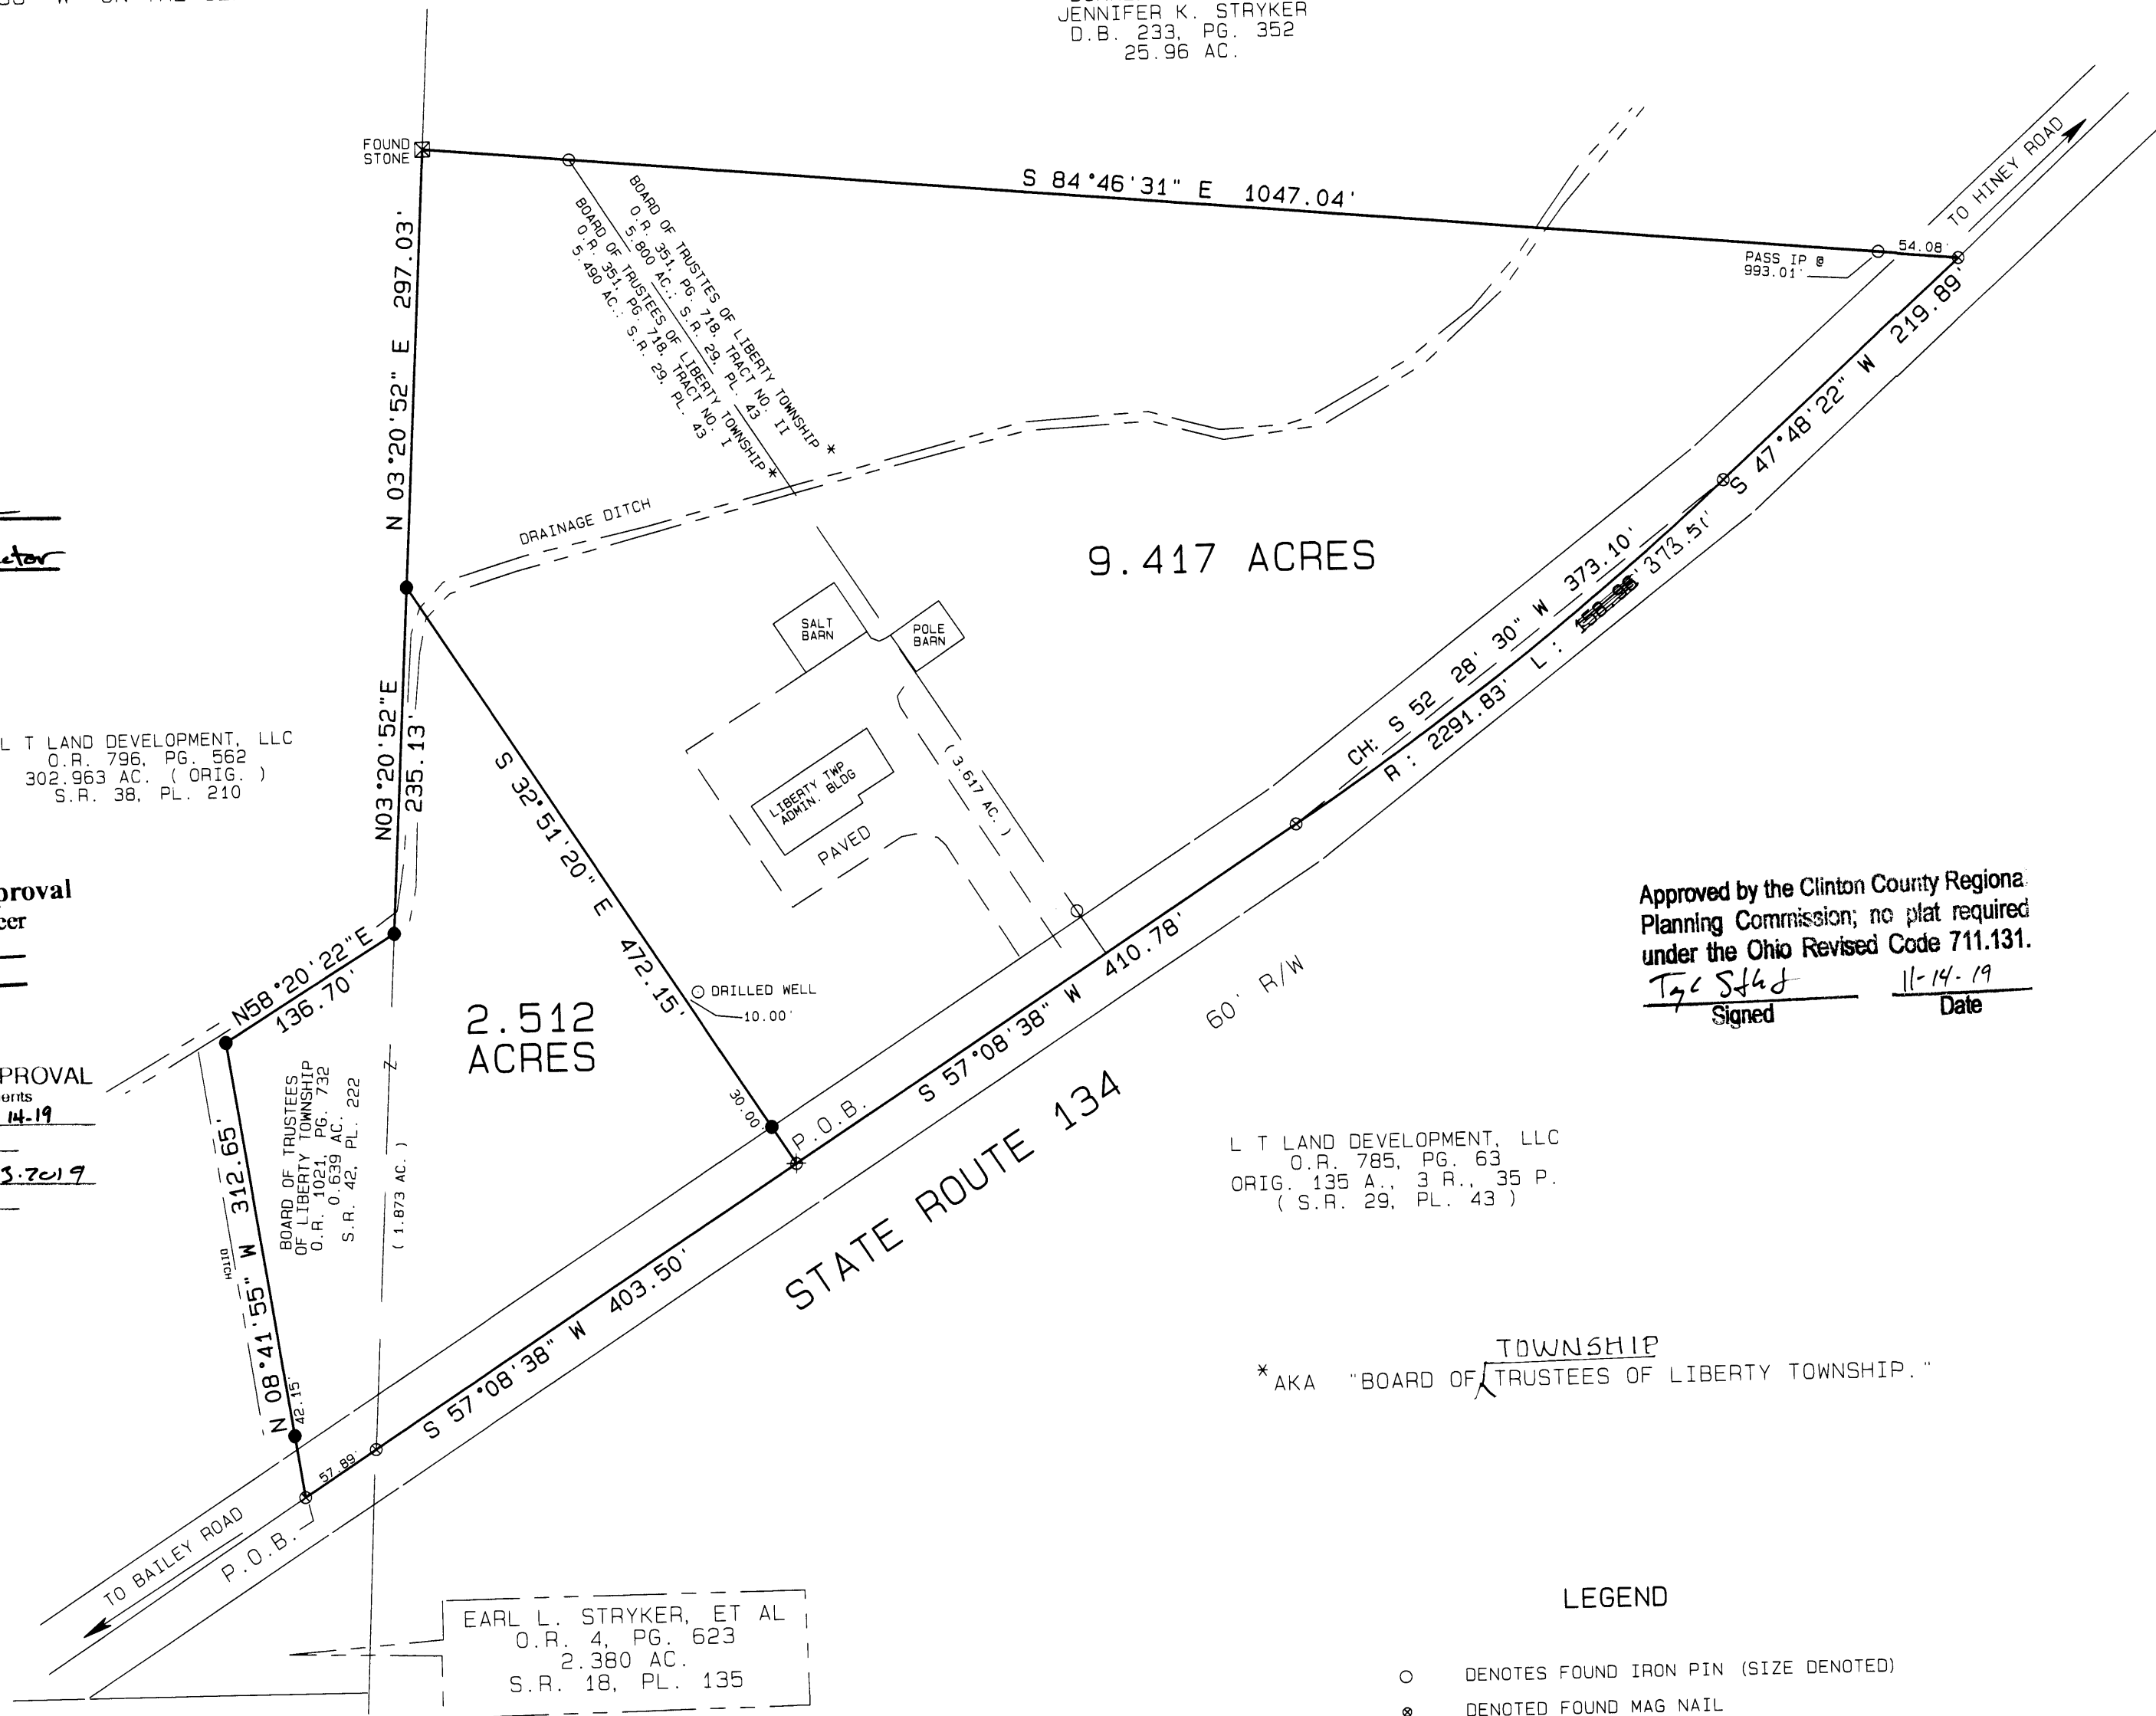 JENNIFER K. STRYKER
D.B. 233, PG. 352
25.96 AC.
FOUND
STONE
S 84°46'31" E 1047.04'
TO HINEY ROAD
54.08'
PASS IP @
993.01'
N 03°20'52" E 297.03'
BOARD OF TRUSTTES OF LIBERTY TOWNSHIP *
O.R. 351, PG. 718, TRACT NO. II
5.800 AC.; S.R. 29, PL. 43
BOARD OF TRUSTEES OF LIBERTY TOWNSHIP *
O.R. 351, PG. 718, TRACT NO. I
5.490 AC.; S.R. 29, PL. 43
S 47°48'22" W 219.89'
DRAINAGE DITCH
9.417 ACRES
CH: S 52 28' 30" W 373.10'
R: 2291.83' L: 373.51'
SALT
BARN
POLE
BARN
LIBERTY TWP
ADMIN. BLDG
PAVED
( 3.617 AC. )
L T LAND DEVELOPMENT, LLC
O.R. 796, PG. 562
302.963 AC. ( ORIG. )
S.R. 38, PL. 210
N03°20'52"E
235.13'
S 32°51'20" E 472.15'
DRILLED WELL
10.00'
30.00'
S 57°08'38" W 410.78'
60' R/W
P.O.B.
STATE ROUTE 134
Approved by the Clinton County Regional
Planning Commission; no plat required
under the Ohio Revised Code 711.131.
11-14-19
Signed
Date
N58°20'22"E
136.70'
2.512
ACRES
PROVAL
14-19
3.2019
BOARD OF TRUSTEES
OF LIBERTY TOWNSHIP
O.R. 1021, PG. 732
0.639 AC.
S.R. 42, PL. 222
( 1.873 AC. )
Z
N 08°41'55" W 312.65'
DITCH
42.15'
57.89'
S 57°08'38" W 403.50'
L T LAND DEVELOPMENT, LLC
O.R. 785, PG. 63
ORIG. 135 A., 3 R., 35 P.
( S.R. 29, PL. 43 )
TOWNSHIP
*AKA "BOARD OF TRUSTEES OF LIBERTY TOWNSHIP."
TO BAILEY ROAD
P.O.B.
EARL L. STRYKER, ET AL
O.R. 4, PG. 623
2.380 AC.
S.R. 18, PL. 135
LEGEND
DENOTES FOUND IRON PIN (SIZE DENOTED)
DENOTED FOUND MAG NAIL